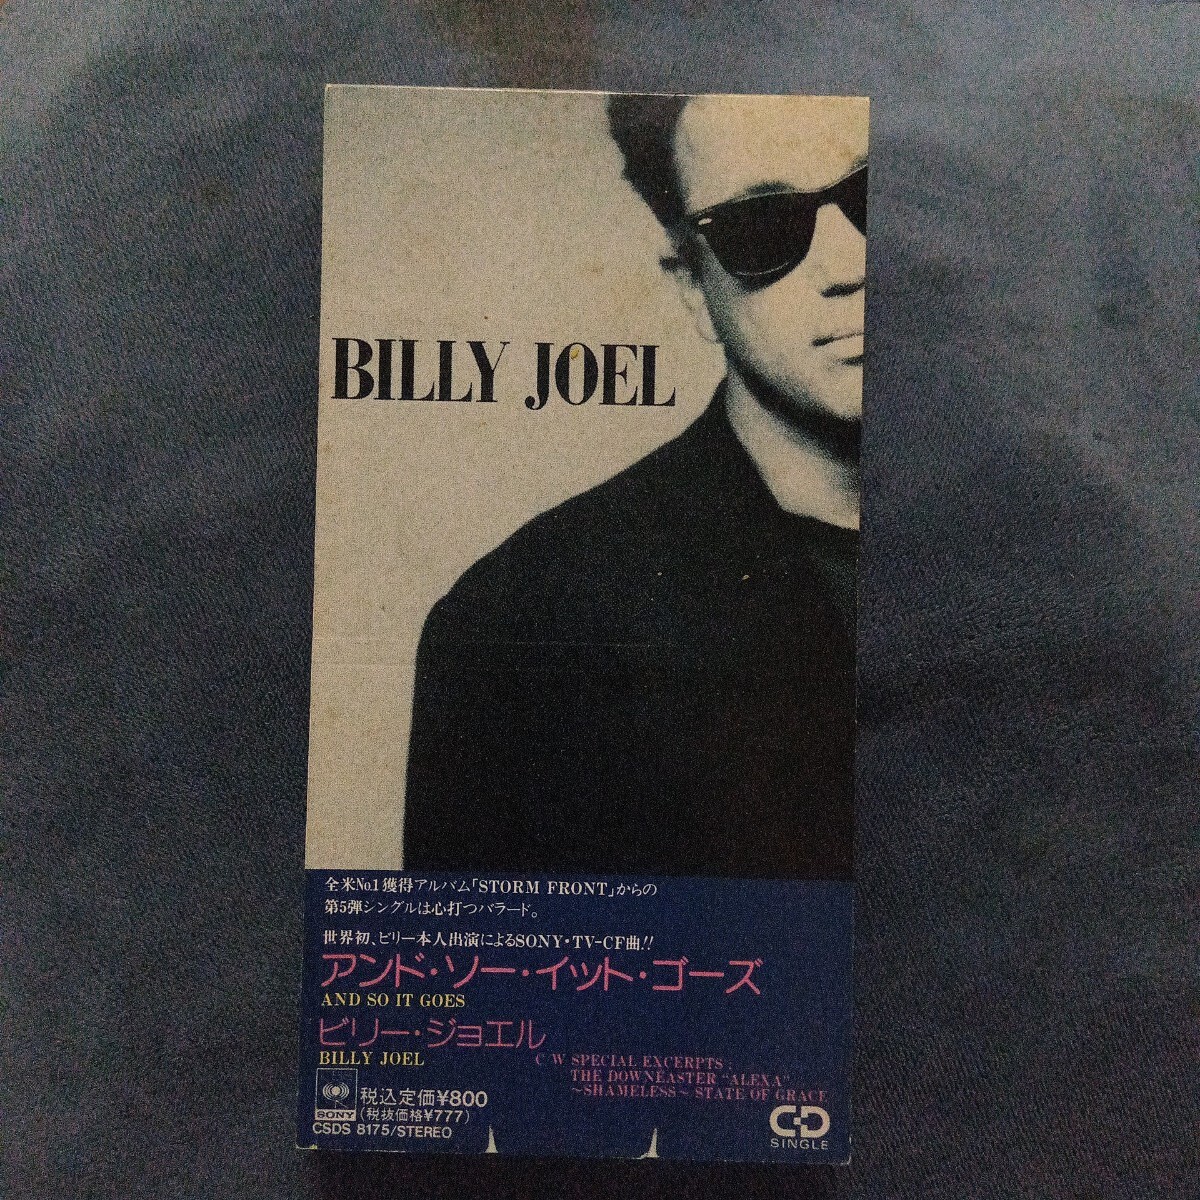 BILLY JOEL
全米No.1獲得アルバム「STORM FRONT」からの
第5弾シングルは心打つバラード。
世界初、ビリー本人出演によるSONY・TV-CF曲!!
アンド・ソー・イット・ゴーズ
AND SO IT GOES
ビリー・ジョエル
BILLY JOEL
C/W SPECIAL EXCERPTS:
THE DOWNEASTER "ALEXA"
~SHAMELESS~ STATE OF GRACE
SONY
税込定価¥800
(税抜価格¥777)
CSDS 8175/STEREO
CD
SINGLE